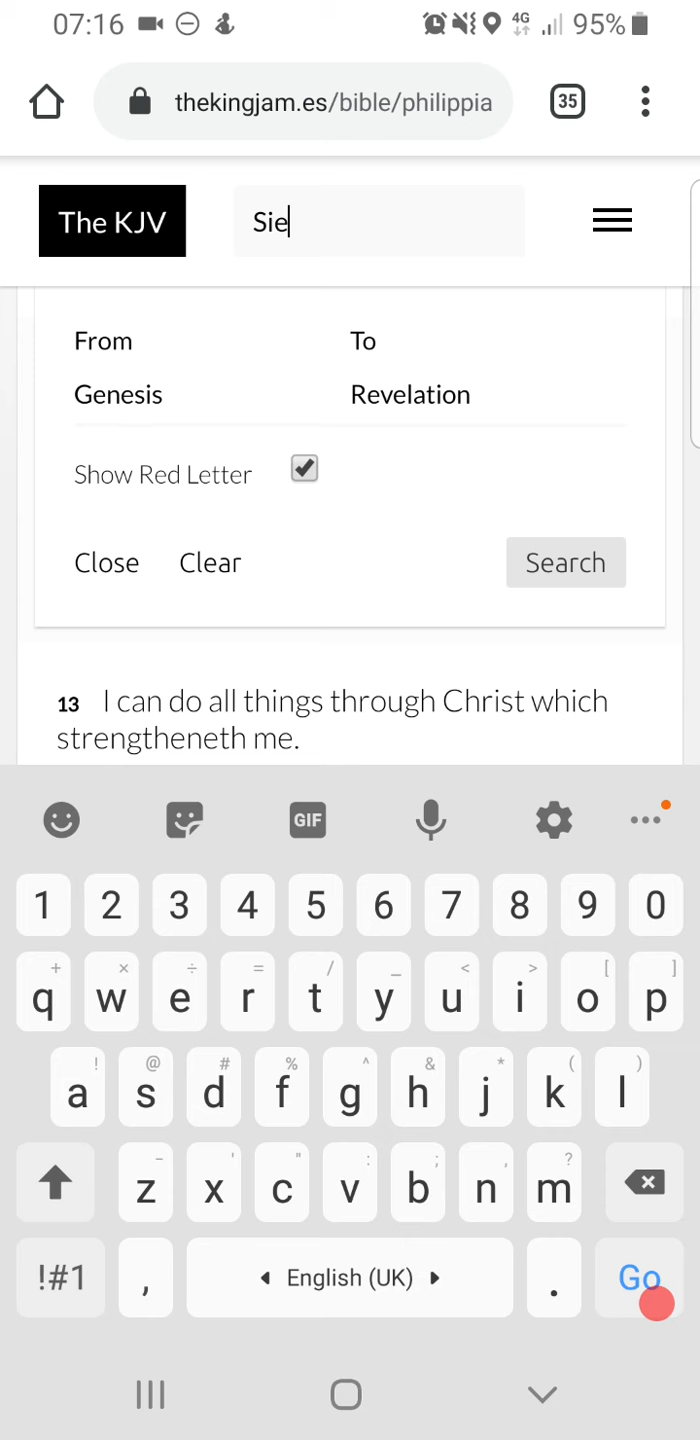 07:16 4G 95%
thekingjam.es/bible/philippia 35
The KJV Sie
From To
Genesis Revelation
Show Red Letter
Close Clear Search
13 I can do all things through Christ which
strengtheneth me.
GIF
1 2 3 4 5 6 7 8 9 0
+ × ÷ = / _ < > [ ]
q w e r t y u i o p
! @ # % ^ & * ( )
a s d f g h j k l
- ' " : ; , ?
z x c v b n m
!#1 , English (UK) . Go